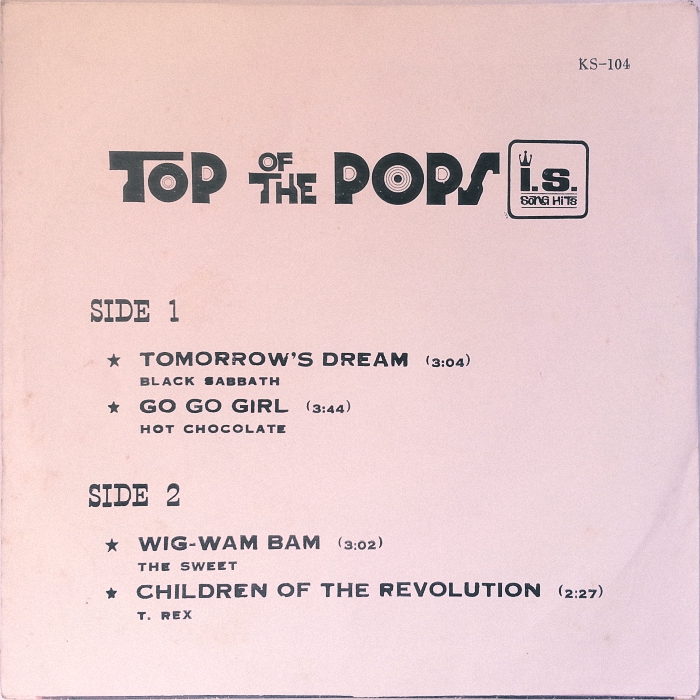 KS-104
TOP OF THE POPS
I.S.
SONG HITS
SIDE 1
★ TOMORROW'S DREAM (3:04)
BLACK SABBATH
★ GO GO GIRL (3:44)
HOT CHOCOLATE
SIDE 2
★ WIG-WAM BAM (3:02)
THE SWEET
★ CHILDREN OF THE REVOLUTION (2:27)
T. REX